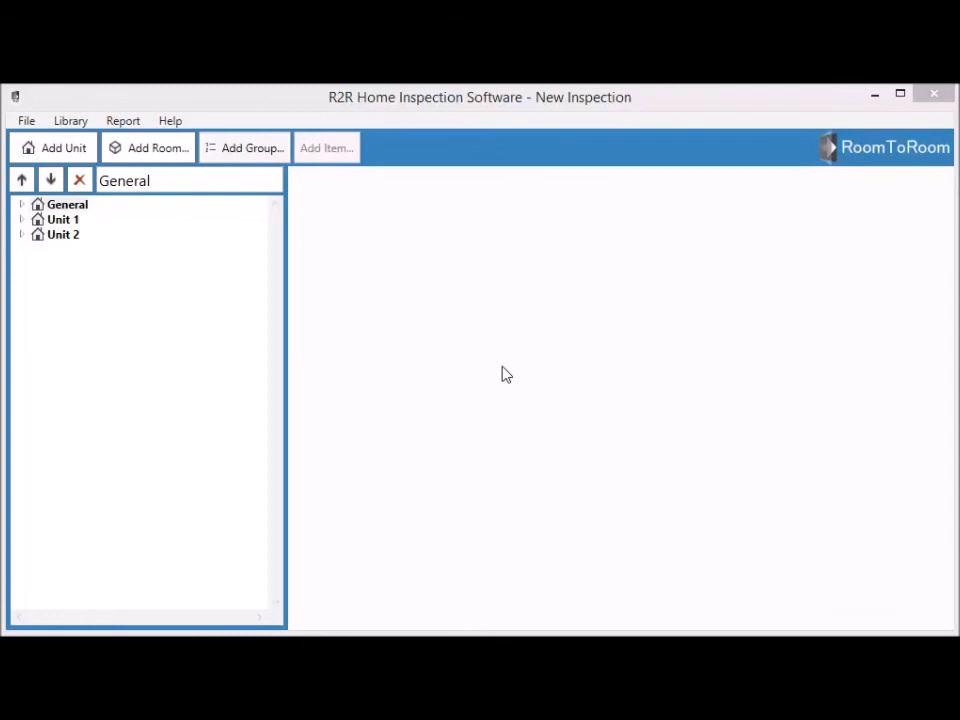 R2R Home Inspection Software - New Inspection
File Library Report Help
Add Unit Add Room... Add Group... Add Item... RoomToRoom
General
General
Unit 1
Unit 2